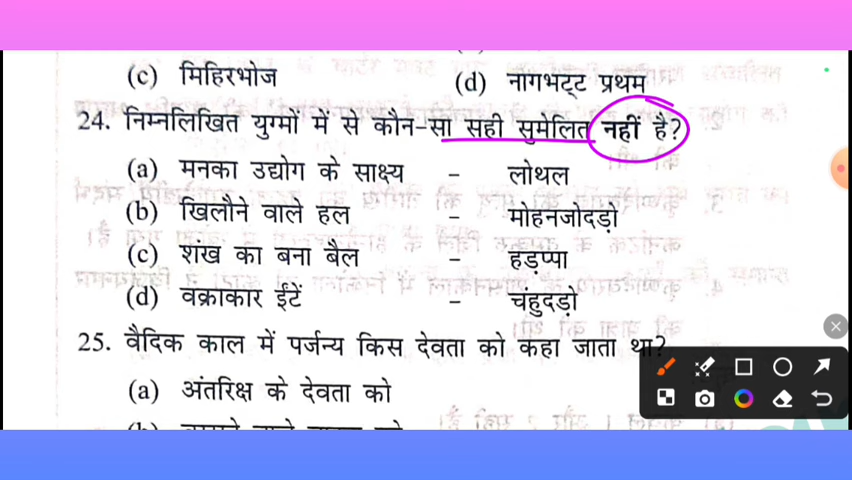 (c) मिहिरभोज (d) नागभट्ट प्रथम
24. निम्नलिखित युग्मों में से कौन-सा सही सुमेलित नहीं है?
(a) मनका उद्योग के साक्ष्य – लोथल
(b) खिलौने वाले हल – मोहनजोदड़ो
(c) शंख का बना बैल – हड़प्पा
(d) वक्राकार ईंटें – चंहुदड़ो
25. वैदिक काल में पर्जन्य किस देवता को कहा जाता था?
(a) अंतरिक्ष के देवता को